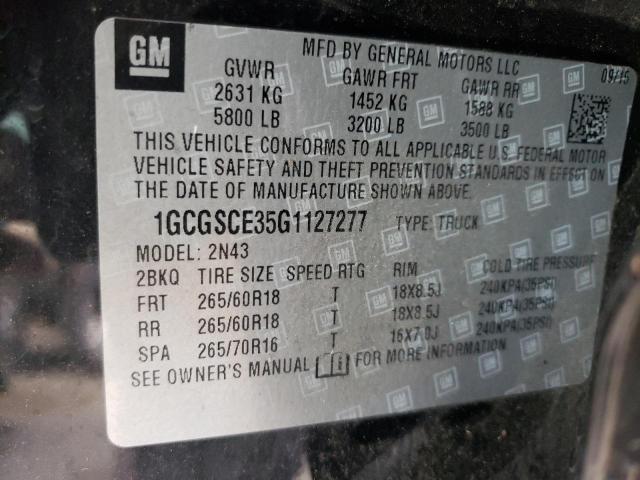 GM
MFD BY GENERAL MOTORS LLC
09/15
GVWR GAWR FRT GAWR RR
2631 KG 1452 KG 1588 KG
5800 LB 3200 LB 3500 LB
THIS VEHICLE CONFORMS TO ALL APPLICABLE U.S. FEDERAL MOTOR
VEHICLE SAFETY AND THEFT PREVENTION STANDARDS IN EFFECT ON
THE DATE OF MANUFACTURE SHOWN ABOVE.
1GCGSCE35G1127277 TYPE: TRUCK
MODEL: 2N43
2BKQ TIRE SIZE SPEED RTG RIM COLD TIRE PRESSURE
FRT 265/60R18 T 18X8.5J 240KPA(35PSI)
RR 265/60R18 T 18X8.5J 240KPA(35PSI)
SPA 265/70R16 T 16X7.0J 240KPA(35PSI)
SEE OWNER'S MANUAL i FOR MORE INFORMATION